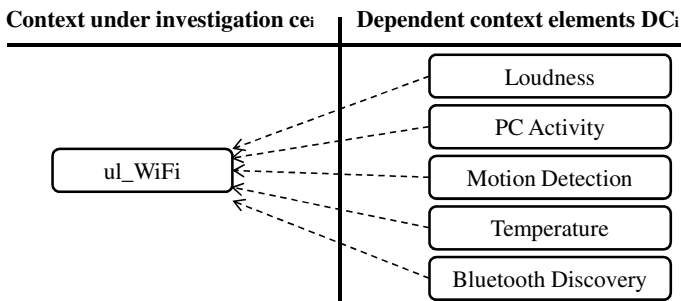 Context under investigation ceᵢ
Dependent context elements DCᵢ
Loudness
PC Activity
ul_WiFi
Motion Detection
Temperature
Bluetooth Discovery